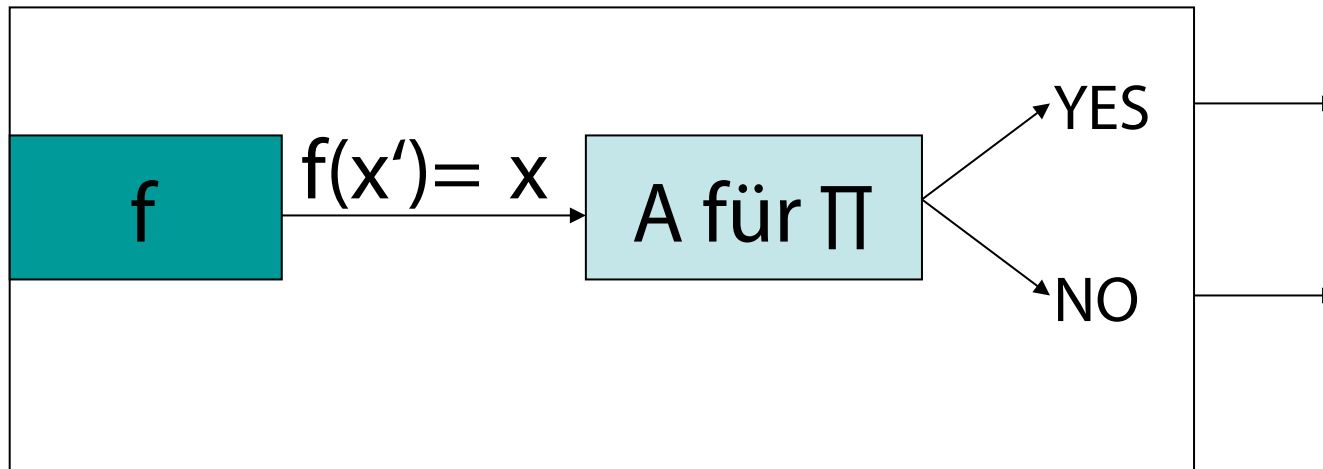 f
f(x‘)= x
A für ∏
YES
NO